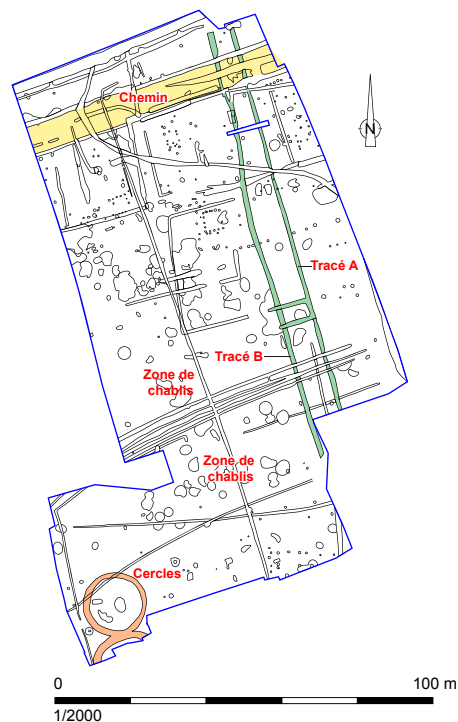 Chemin
N
Tracé A
Tracé B
Zone de
chablis
Zone de
chablis
Cercles
0 100 m
1/2000